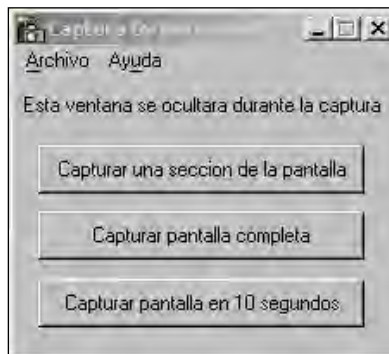 Captura
Archivo Ayuda
Esta ventana se ocultara durante la captura
Capturar una seccion de la pantalla
Capturar pantalla completa
Capturar pantalla en 10 segundos